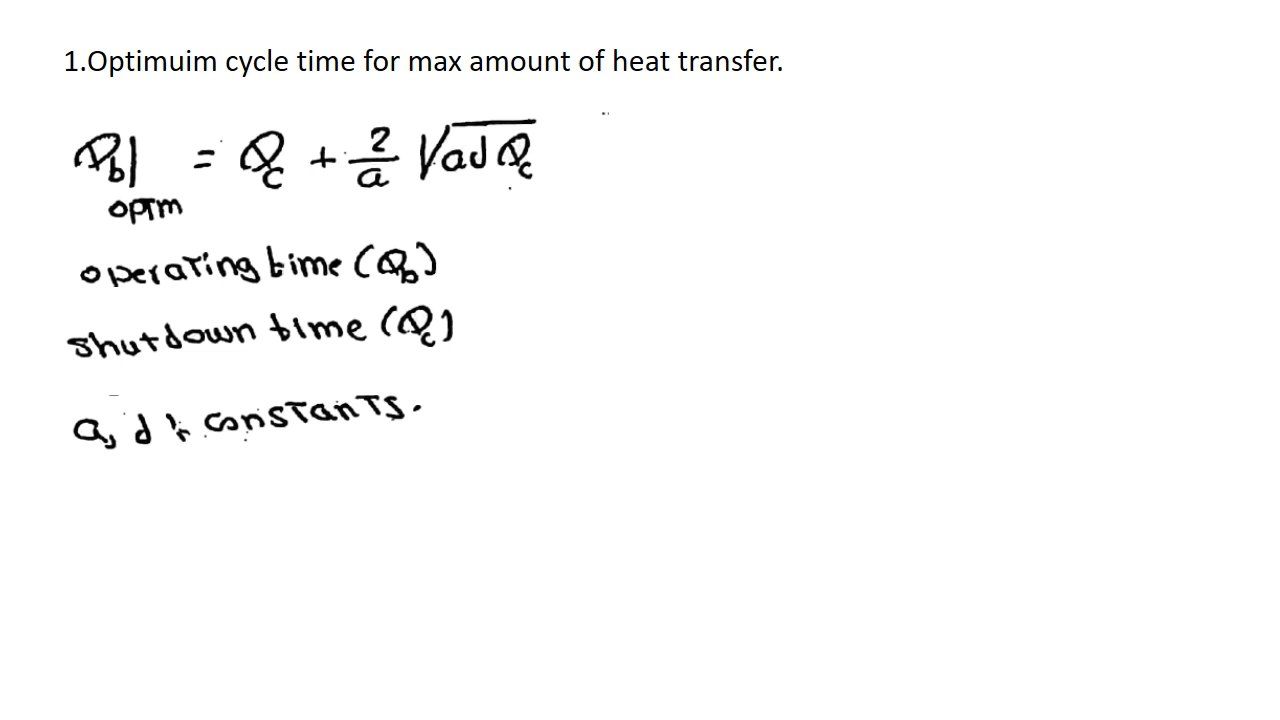 1.Optimuim cycle time for max amount of heat transfer.
θb| = θc + 2/a √adθc
optm
operating time (θb)
shutdown time (θc)
a, d : constants.